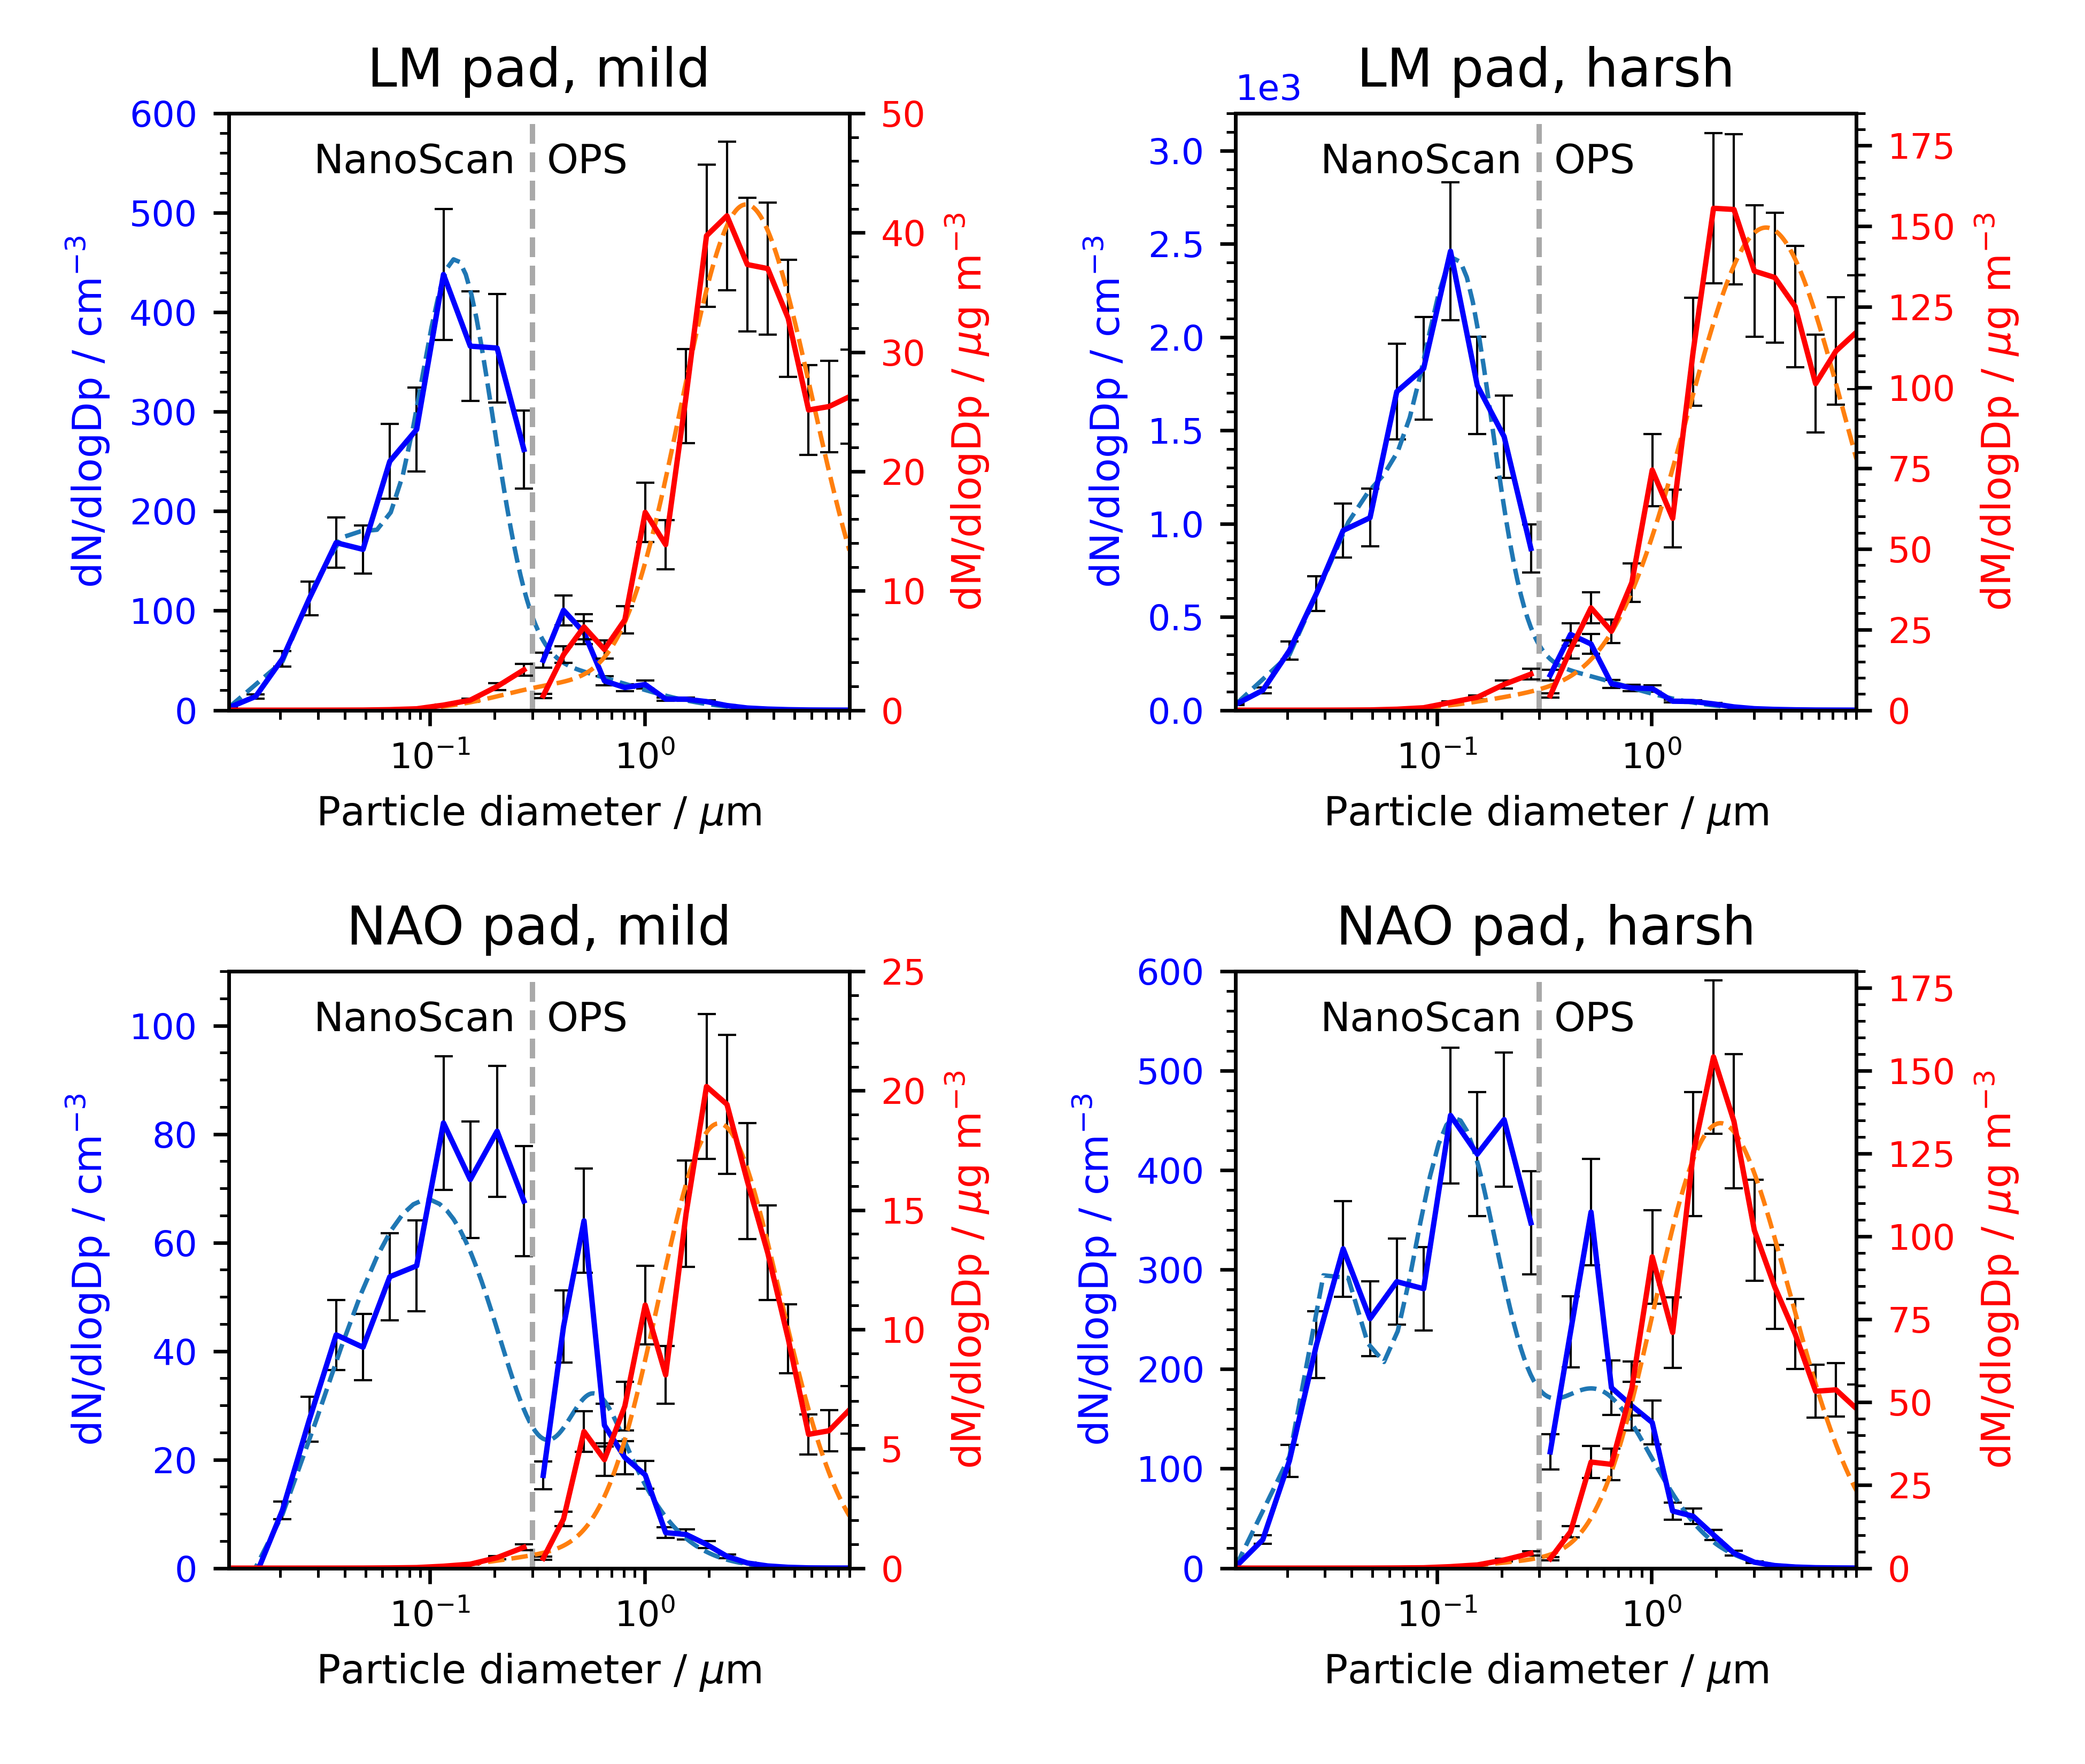 LM pad, mild
600
500
400
300
200
100
0
dN/dlogDp / cm⁻³
NanoScan
OPS
50
40
30
20
10
0
dM/dlogDp / μg m⁻³
10⁻¹
10⁰
Particle diameter / μm
LM pad, harsh
1e3
3.0
2.5
2.0
1.5
1.0
0.5
0.0
dN/dlogDp / cm⁻³
NanoScan
OPS
175
150
125
100
75
50
25
0
dM/dlogDp / μg m⁻³
10⁻¹
10⁰
Particle diameter / μm
NAO pad, mild
100
80
60
40
20
0
dN/dlogDp / cm⁻³
NanoScan
OPS
25
20
15
10
5
0
dM/dlogDp / μg m⁻³
10⁻¹
10⁰
Particle diameter / μm
NAO pad, harsh
600
500
400
300
200
100
0
dN/dlogDp / cm⁻³
NanoScan
OPS
175
150
125
100
75
50
25
0
dM/dlogDp / μg m⁻³
10⁻¹
10⁰
Particle diameter / μm